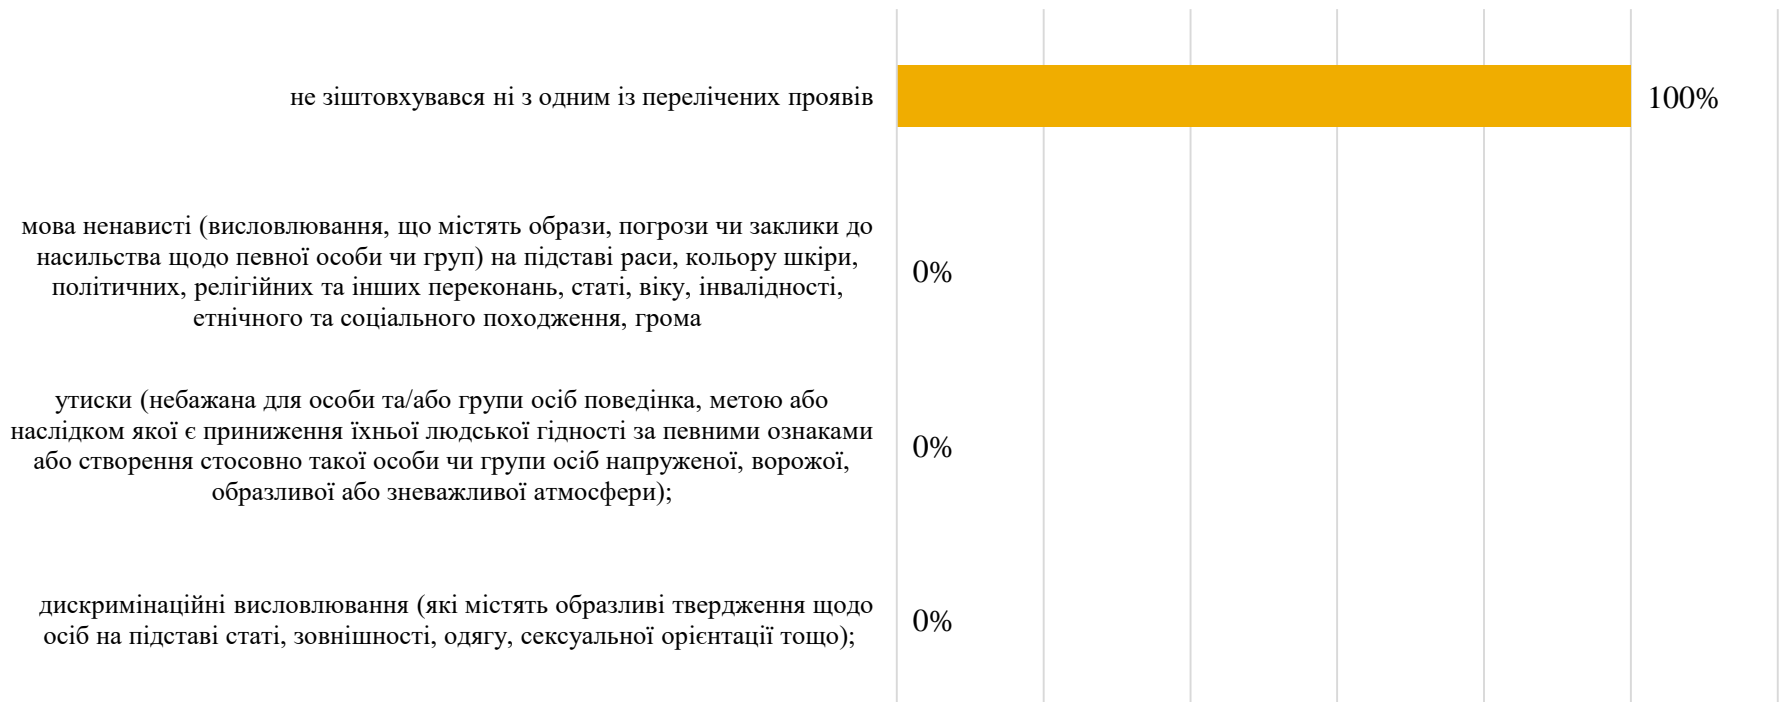 не зіштовхувався ні з одним із перелічених проявів
100%
мова ненависті (висловлювання, що містять образи, погрози чи заклики до
насильства щодо певної особи чи груп) на підставі раси, кольору шкіри,
політичних, релігійних та інших переконань, статі, віку, інвалідності,
етнічного та соціального походження, грома
0%
утиски (небажана для особи та/або групи осіб поведінка, метою або
наслідком якої є приниження їхньої людської гідності за певними ознаками
або створення стосовно такої особи чи групи осіб напруженої, ворожої,
образливої або зневажливої атмосфери);
0%
дискримінаційні висловлювання (які містять образливі твердження щодо
осіб на підставі статі, зовнішності, одягу, сексуальної орієнтації тощо);
0%